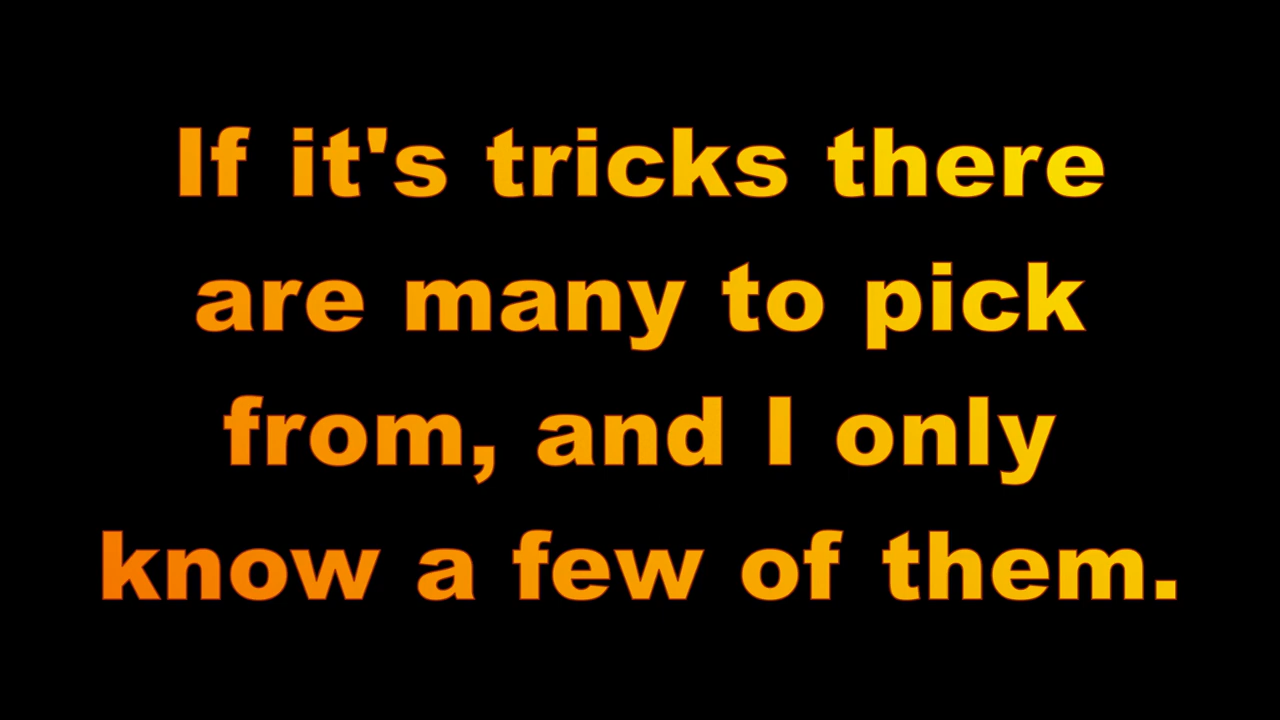 If it's tricks there
are many to pick
from, and I only
know a few of them.